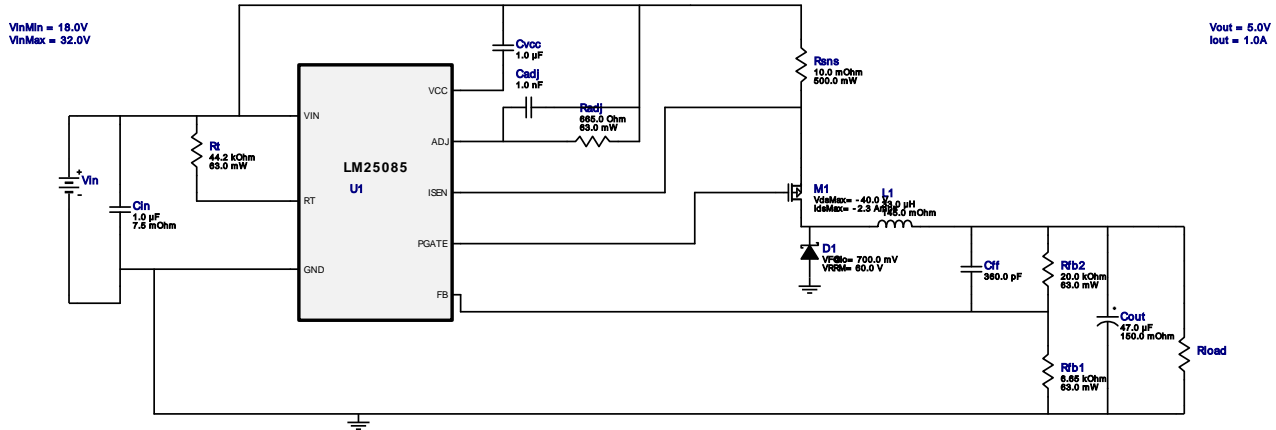 VinMin = 18.0V
VinMax = 32.0V
Vout = 5.0V
Iout = 1.0A
Cvcc
1.0 µF
Cadj
1.0 nF
Radj
665.0 Ohm
63.0 mW
Rsns
10.0 mOhm
500.0 mW
VCC
VIN
ADJ
LM25085
U1
ISEN
RT
PGATE
GND
FB
Rt
44.2 kOhm
63.0 mW
+
Vin
-
Cin
1.0 µF
7.5 mOhm
M1
VdsMax= -40.0 V
IdsMax= -2.3 Amps
L1
33.0 µH
145.0 mOhm
D1
VF@Io= 700.mV
VRRM= 60.0 V
Cff
360.0 pF
Rfb2
20.0 kOhm
63.0 mW
Cout
47.0 µF
150.0 mOhm
Rload
Rfb1
6.65 kOhm
63.0 mW